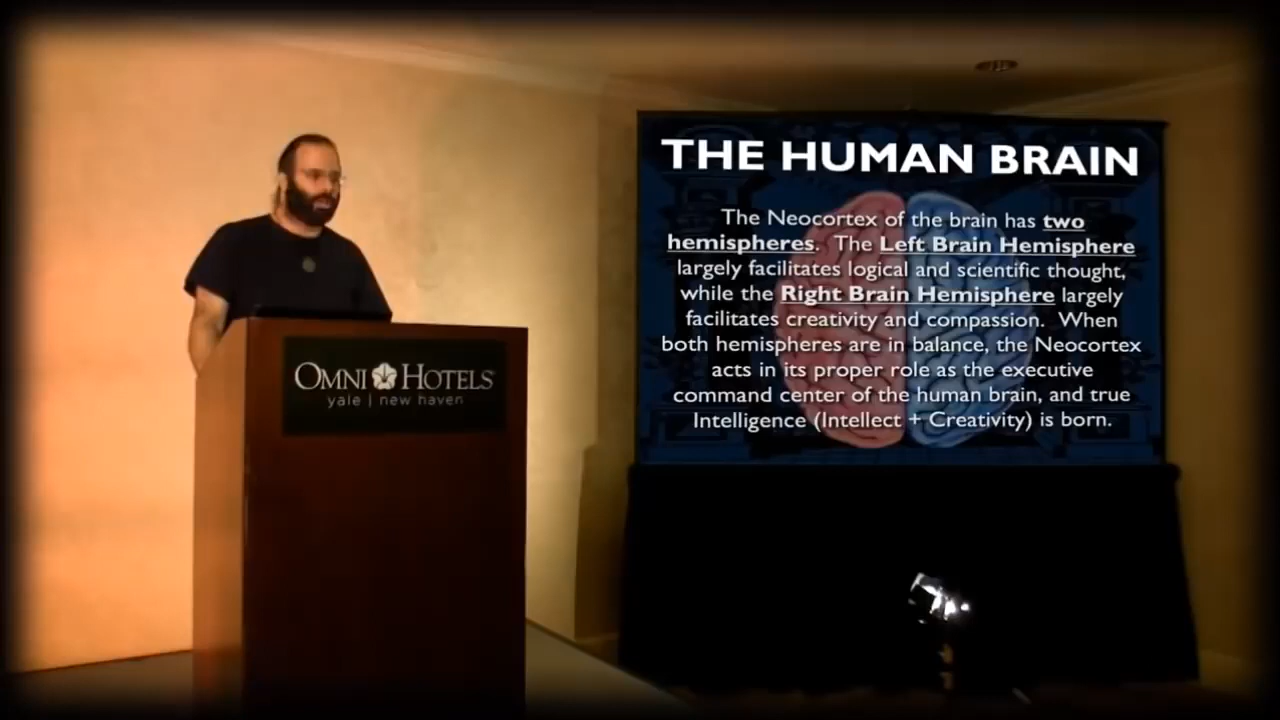 THE HUMAN BRAIN
The Neocortex of the brain has two
hemispheres. The Left Brain Hemisphere
largely facilitates logical and scientific thought,
while the Right Brain Hemisphere largely
facilitates creativity and compassion. When
both hemispheres are in balance, the Neocortex
acts in its proper role as the executive
command center of the human brain, and true
Intelligence (Intellect + Creativity) is born.
OMNI HOTELS
yale | new haven